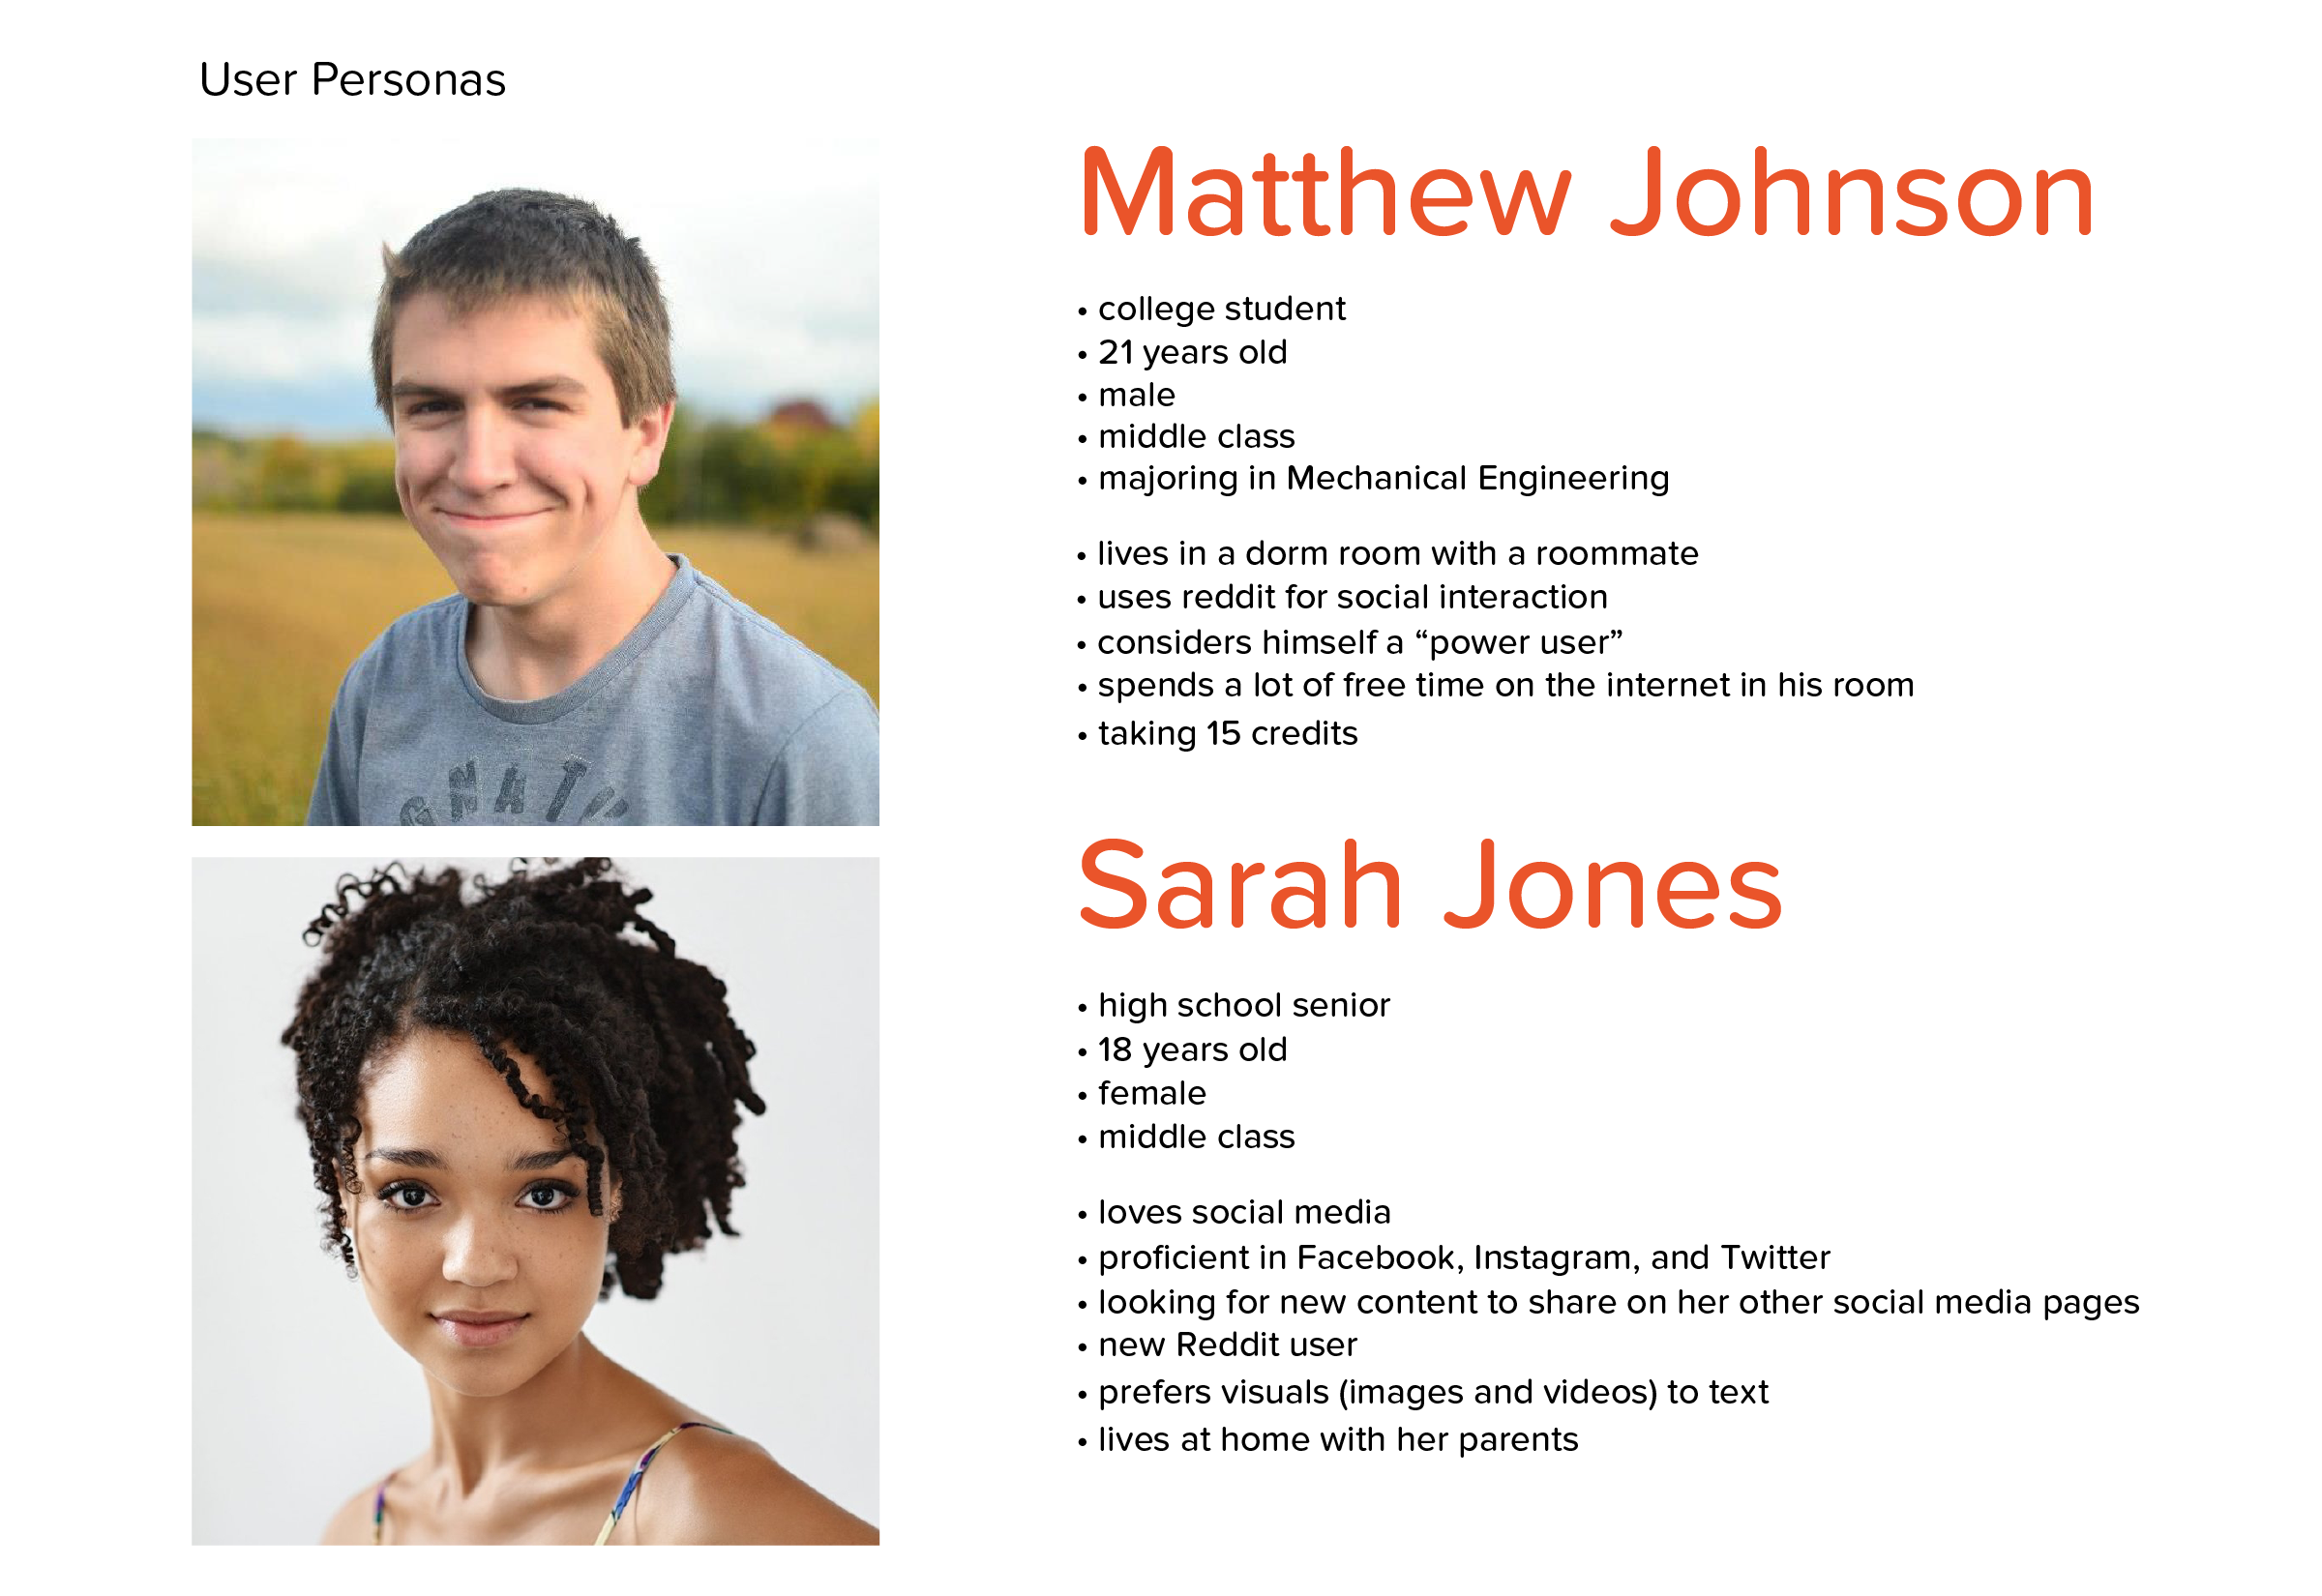 User Personas
Matthew Johnson
• college student
• 21 years old
• male
• middle class
• majoring in Mechanical Engineering
• lives in a dorm room with a roommate
• uses reddit for social interaction
• considers himself a “power user”
• spends a lot of free time on the internet in his room
• taking 15 credits
Sarah Jones
• high school senior
• 18 years old
• female
• middle class
• loves social media
• proficient in Facebook, Instagram, and Twitter
• looking for new content to share on her other social media pages
• new Reddit user
• prefers visuals (images and videos) to text
• lives at home with her parents